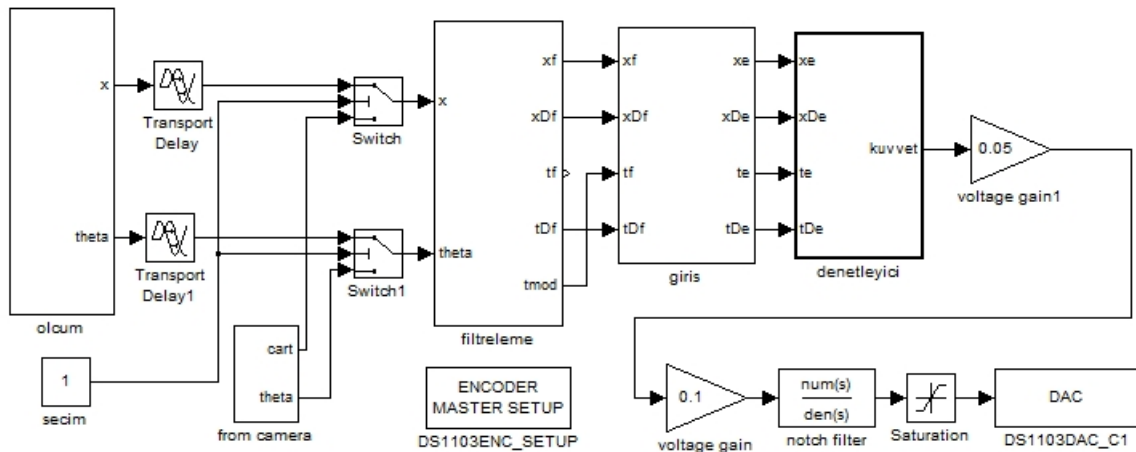 x
theta
olcum
Transport
Delay
Transport
Delay1
1
secim
Switch
Switch1
cart
theta
from camera
x
theta
xf
xDf
tf
tDf
tmod
filtreleme
ENCODER
MASTER SETUP
DS1103ENC_SETUP
xf
xDf
tf
tDf
xe
xDe
te
tDe
giris
xe
xDe
te
tDe
kuvvet
denetleyici
0.05
voltage gain1
0.1
voltage gain
num(s)
den(s)
notch filter
Saturation
DAC
DS1103DAC_C1